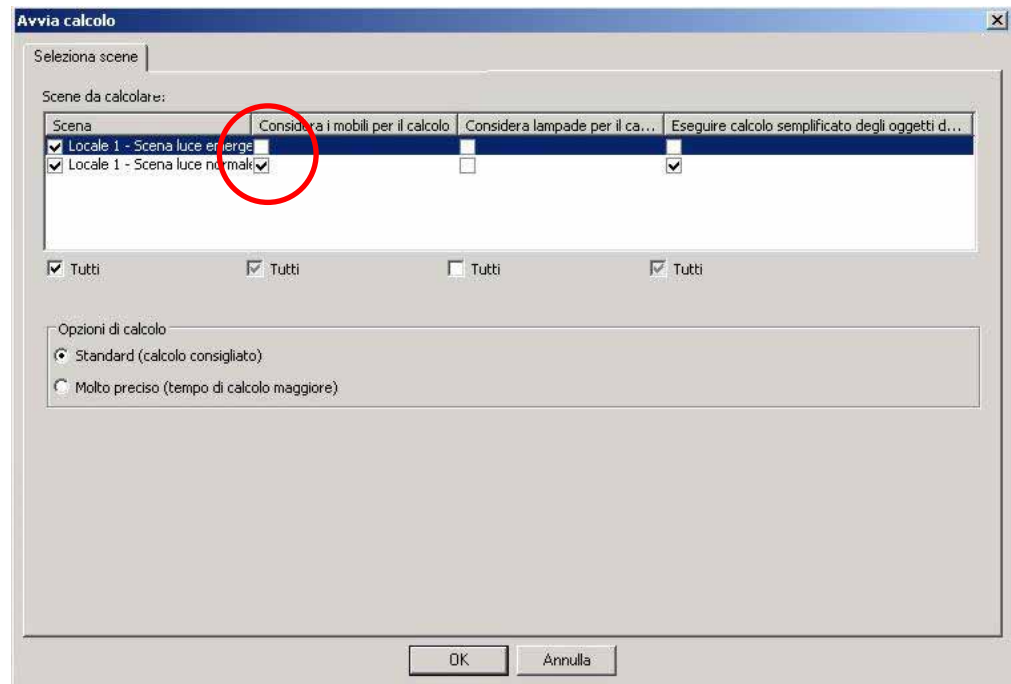 Avvia calcolo
Seleziona scene
Scene da calcolare:
Scena Considera i mobili per il calcolo Considera lampade per il ca... Eseguire calcolo semplificato degli oggetti d...
Locale 1 - Scena luce emerge
Locale 1 - Scena luce normale
Tutti Tutti Tutti Tutti
Opzioni di calcolo
Standard (calcolo consigliato)
Molto preciso (tempo di calcolo maggiore)
OK Annulla